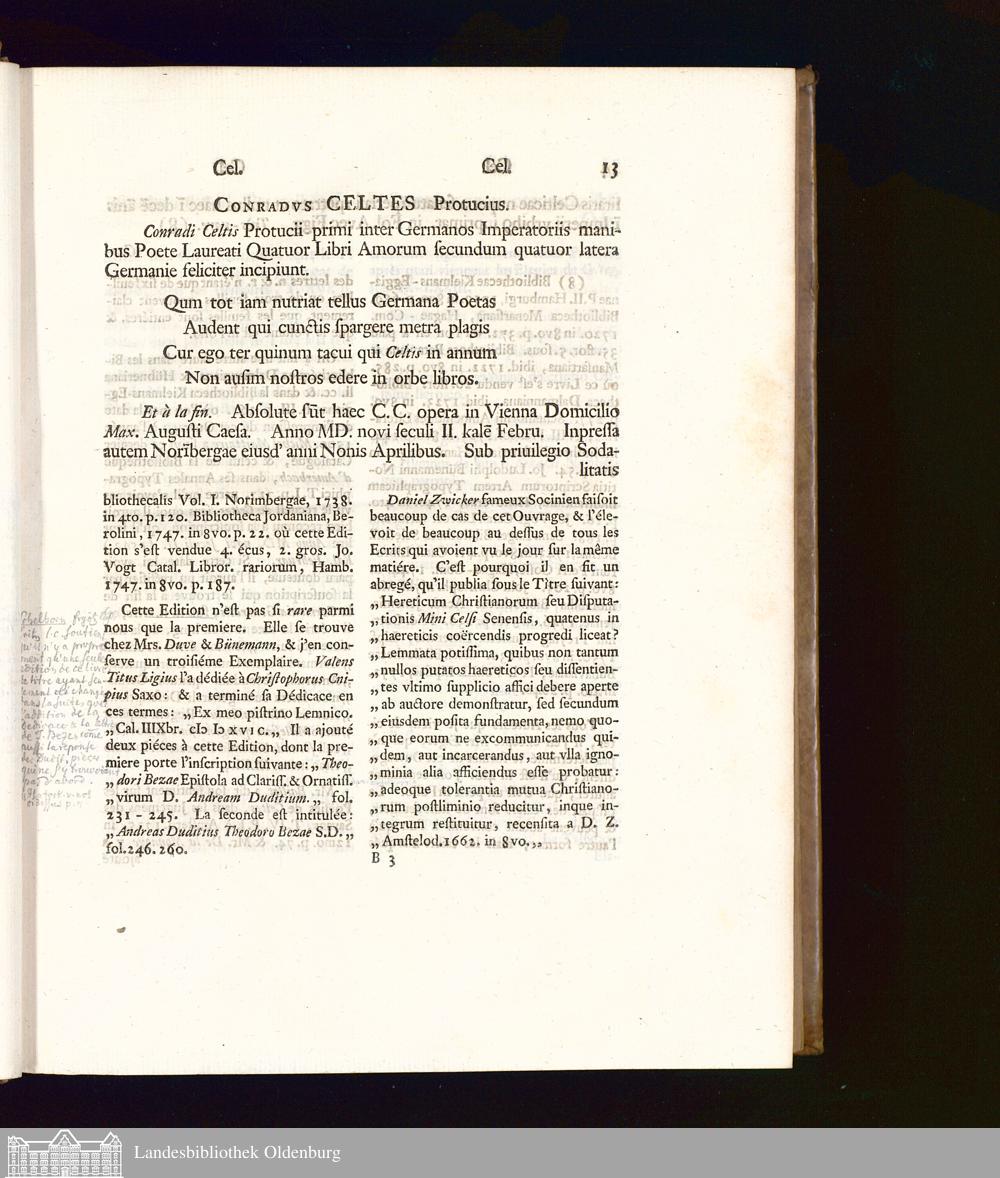 Cel. Cel. 13
CONRADVS CELTES Protucius.
Conradi Celtis Protucii primi inter Germanos Imperatoriis mani-
bus Poete Laureati Quatuor Libri Amorum ſecundum quatuor latera
Germanie feliciter incipiunt.
Qum tot iam nutriat tellus Germana Poetas
Audent qui cunctis ſpargere metra plagis
Cur ego ter quinum tacui qui Celtis in annum
Non auſim noſtros edere in orbe libros.
Et à la fin. Abſolute ſūt haec C. C. opera in Vienna Domicilio
Max. Auguſti Caeſa. Anno MD. novi ſeculi II. kalē Febru. Inpreſſa
autem Norībergae eiusd' anni Nonis Aprilibus. Sub priuilegio Soda-
litatis
bliothecalis Vol. I. Norimbergae, 1738.
in 4to. p. 120. Bibliotheca Jordaniana, Be-
rolini, 1747. in 8vo. p. 22. où cette Edi-
tion s'eſt vendue 4. écus, 2. gros. Jo.
Vogt Catal. Libror. rariorum, Hamb.
1747. in 8vo. p. 187.
Cette Edition n'eſt pas ſi rare parmi
nous que la premiere. Elle ſe trouve
chez Mrs. Duve & Bünemann, & j'en con-
ſerve un troiſiéme Exemplaire. Valens
Titus Ligius l'a dédiée à Chriſtophorus Cni-
pius Saxo: & a terminé ſa Dédicace en
ces termes: „Ex meo piſtrino Lemnico.
„Cal. IIIXbr. cIↃ IↃ XVIC.„ Il a ajouté
deux piéces à cette Edition, dont la pre-
miere porte l'inſcription ſuivante: „Theo-
„dori Bezae Epiſtola ad Clariſſ. & Ornatiſſ.
„virum D. Andream Duditium.„ fol.
231 - 245. La ſeconde eſt intitulée:
„Andreas Duditius Theodoro Bezae S. D.„
fol. 246. 260.
Daniel Zwicker fameux Socinien faiſoit
beaucoup de cas de cet Ouvrage, & l'éle-
voit de beaucoup au deſſus de tous les
Ecrits qui avoient vu le jour ſur la même
matiére. C'eſt pourquoi il en fit un
abregé, qu'il publia ſous le Tître ſuivant:
„Hereticum Chriſtianorum ſeu Diſputa-
„tionis Mini Celſi Senenſis, quatenus in
„haereticis coërcendis progredi liceat?
„Lemmata potiſſima, quibus non tantum
„nullos putatos haereticos ſeu diſſentien-
„tes vltimo ſupplicio affici debere aperte
„ab auctore demonſtratur, ſed ſecundum
„eiusdem poſita fundamenta, nemo quo-
„que eorum ne excommunicandus qui-
„dem, aut incarcerandus, aut vlla igno-
„minia alia afficiendus eſſe probatur:
„adeoque tolerantia mutua Chriſtiano-
„rum poſtliminio reducitur, inque in-
„tegrum reſtituitur, recenſita a D. Z.
„Amſtelod. 1662. in 8vo.„
B 3
Landesbibliothek Oldenburg